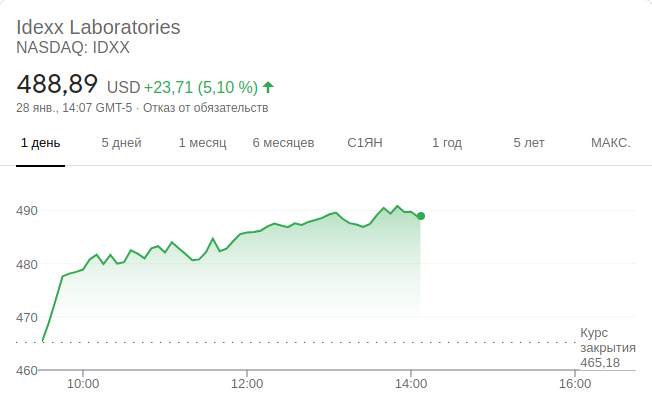 Idexx Laboratories
NASDAQ: IDXX
488,89 USD +23,71 (5,10 %)
28 янв., 14:07 GMT-5 · Отказ от обязательств
1 день 5 дней 1 месяц 6 месяцев С1ЯН 1 год 5 лет МАКС.
490
480
470
Курс
закрытия
465,18
460
10:00 12:00 14:00 16:00